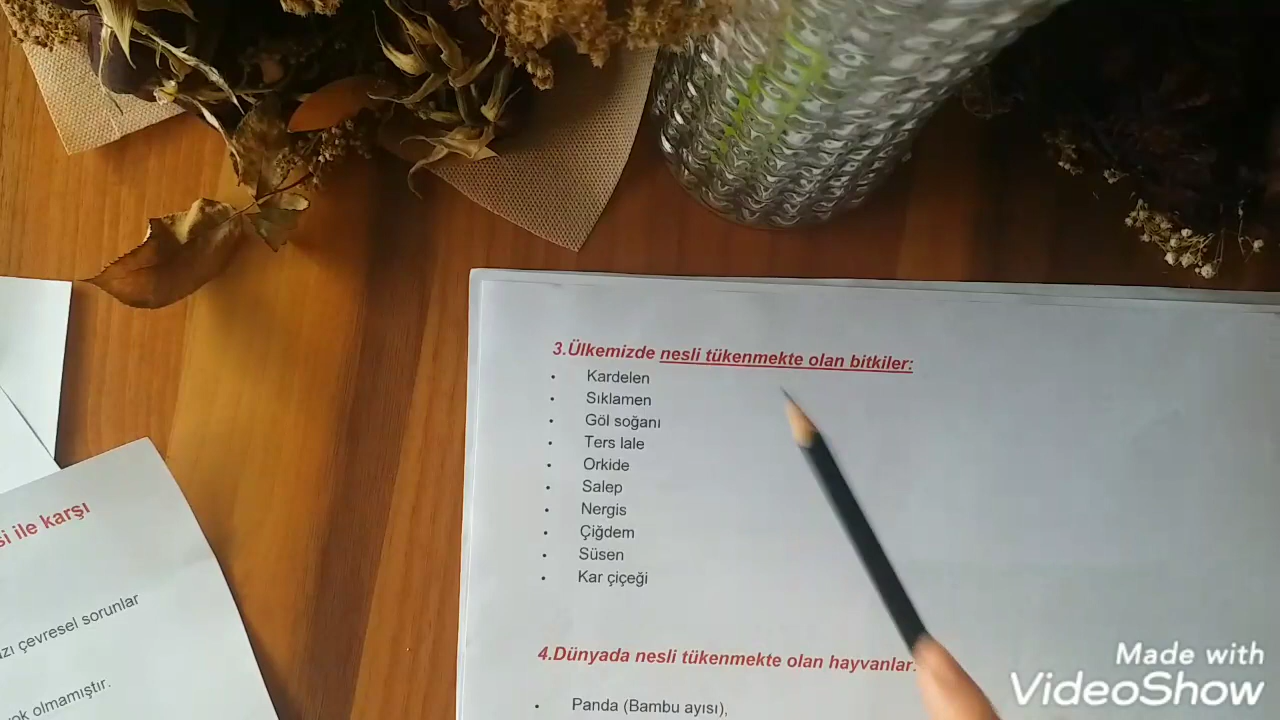 3.Ülkemizde nesli tükenmekte olan bitkiler:
• Kardelen
• Sıklamen
• Göl soğanı
• Ters lale
• Orkide
• Salep
• Nergis
• Çiğdem
• Süsen
• Kar çiçeği
4.Dünyada nesli tükenmekte olan hayvanlar:
• Panda (Bambu ayısı),
ile karşı
çevresel sorunlar
olmamıştır.
Made with
VideoShow